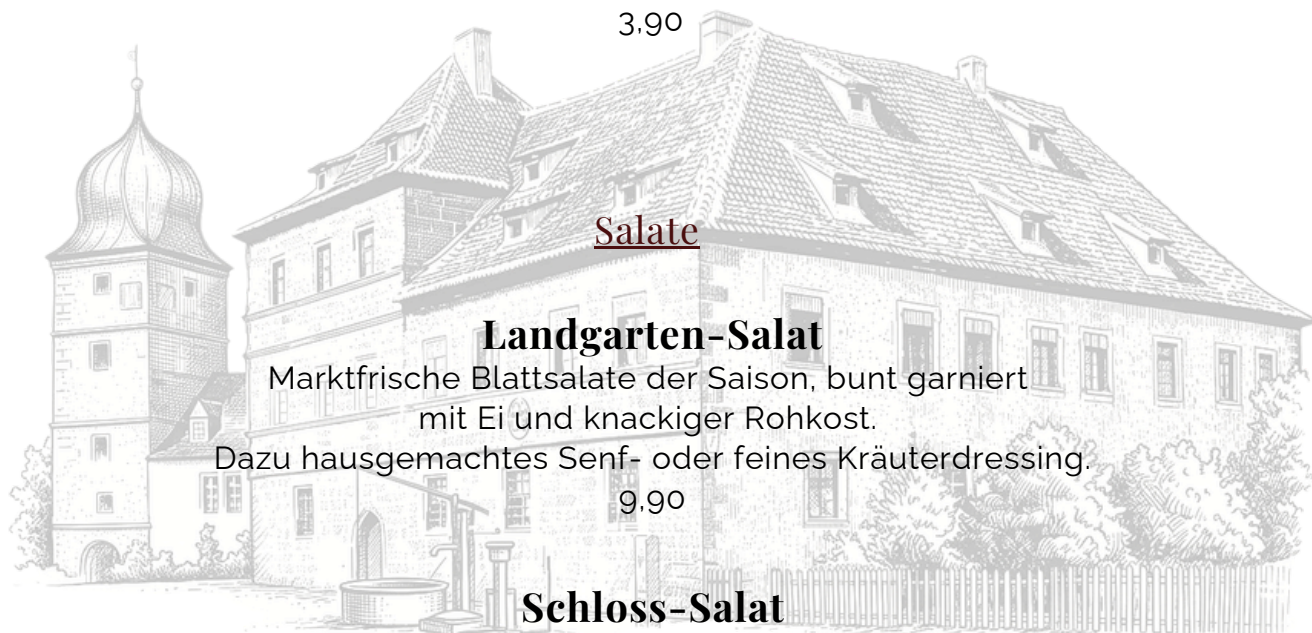 3,90
Salate
Landgarten-Salat
Marktfrische Blattsalate der Saison, bunt garniert
mit Ei und knackiger Rohkost.
Dazu hausgemachtes Senf- oder feines Kräuterdressing.
9,90
Schloss-Salat